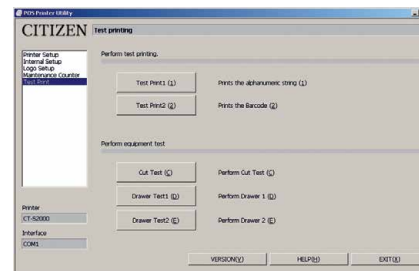 POS Printer Utility
CITIZEN
Test printing
Printer Setup
Internal Setup
Logo Setup
Maintenance Counter
Test Print
Perform test printing.
Test Print1 (1) Prints the alphanumeric string (1)
Test Print2 (2) Prints the Barcode (2)
Perform equipment test
Cut Test (C) Perform Cut Test (C)
Drawer Test1 (D) Perform Drawer 1 (D)
Drawer Test2 (E) Perform Drawer 2 (E)
Printer
CT-S2000
Interface
COM1
VERSION(V) HELP(H) EXIT(X)